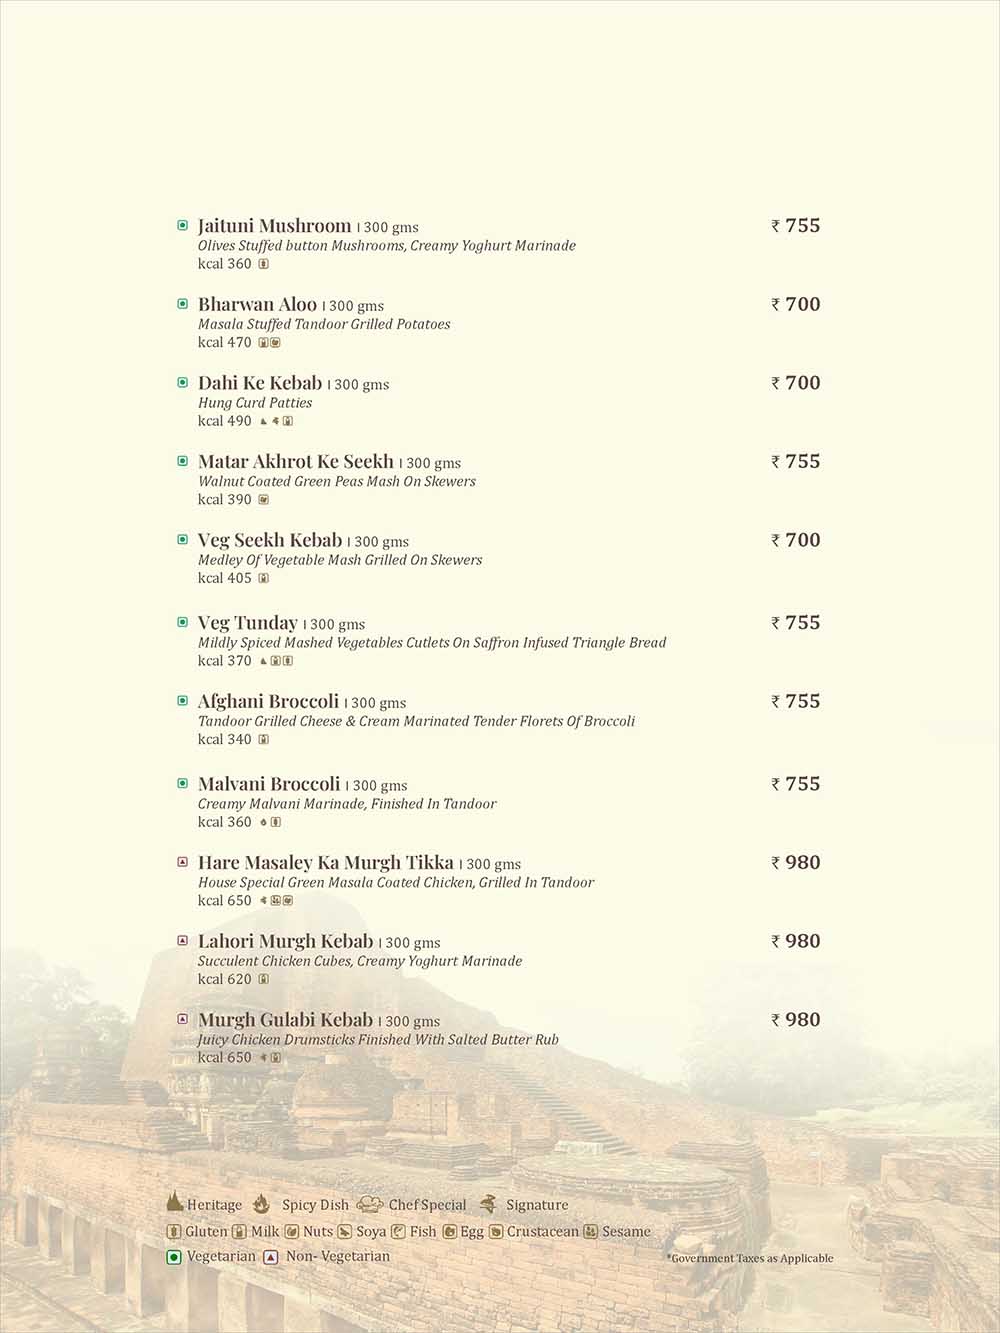 Jaituni Mushroom | 300 gms ₹ 755
Olives Stuffed button Mushrooms, Creamy Yoghurt Marinade
kcal 360
Bharwan Aloo | 300 gms ₹ 700
Masala Stuffed Tandoor Grilled Potatoes
kcal 470
Dahi Ke Kebab | 300 gms ₹ 700
Hung Curd Patties
kcal 490
Matar Akhrot Ke Seekh | 300 gms ₹ 755
Walnut Coated Green Peas Mash On Skewers
kcal 390
Veg Seekh Kebab | 300 gms ₹ 700
Medley Of Vegetable Mash Grilled On Skewers
kcal 405
Veg Tunday | 300 gms ₹ 755
Mildly Spiced Mashed Vegetables Cutlets On Saffron Infused Triangle Bread
kcal 370
Afghani Broccoli | 300 gms ₹ 755
Tandoor Grilled Cheese & Cream Marinated Tender Florets Of Broccoli
kcal 340
Malvani Broccoli | 300 gms ₹ 755
Creamy Malvani Marinade, Finished In Tandoor
kcal 360
Hare Masaley Ka Murgh Tikka | 300 gms ₹ 980
House Special Green Masala Coated Chicken, Grilled In Tandoor
kcal 650
Lahori Murgh Kebab | 300 gms ₹ 980
Succulent Chicken Cubes, Creamy Yoghurt Marinade
kcal 620
Murgh Gulabi Kebab | 300 gms ₹ 980
Juicy Chicken Drumsticks Finished With Salted Butter Rub
kcal 650
Heritage Spicy Dish Chef Special Signature
Gluten Milk Nuts Soya Fish Egg Crustacean Sesame
Vegetarian Non- Vegetarian *Government Taxes as Applicable